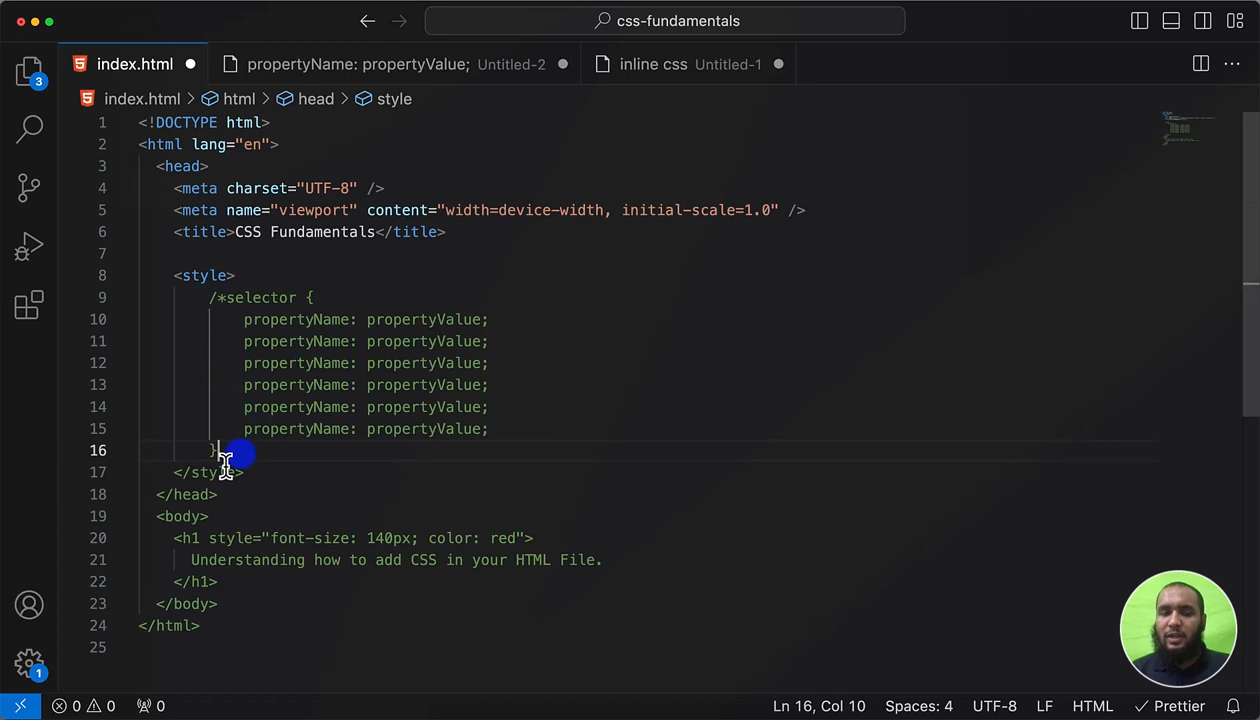 css-fundamentals
index.html
propertyName: propertyValue; Untitled-2
inline css Untitled-1
3
index.html > html > head > style
1 <!DOCTYPE html>
2 <html lang="en">
3 <head>
4 <meta charset="UTF-8" />
5 <meta name="viewport" content="width=device-width, initial-scale=1.0" />
6 <title>CSS Fundamentals</title>
7
8 <style>
9 /*selector {
10 propertyName: propertyValue;
11 propertyName: propertyValue;
12 propertyName: propertyValue;
13 propertyName: propertyValue;
14 propertyName: propertyValue;
15 propertyName: propertyValue;
16 }
17 </style>
18 </head>
19 <body>
20 <h1 style="font-size: 140px; color: red">
21 Understanding how to add CSS in your HTML File.
22 </h1>
23 </body>
24 </html>
25
1
0 0 0 Ln 16, Col 10 Spaces: 4 UTF-8 LF HTML Prettier